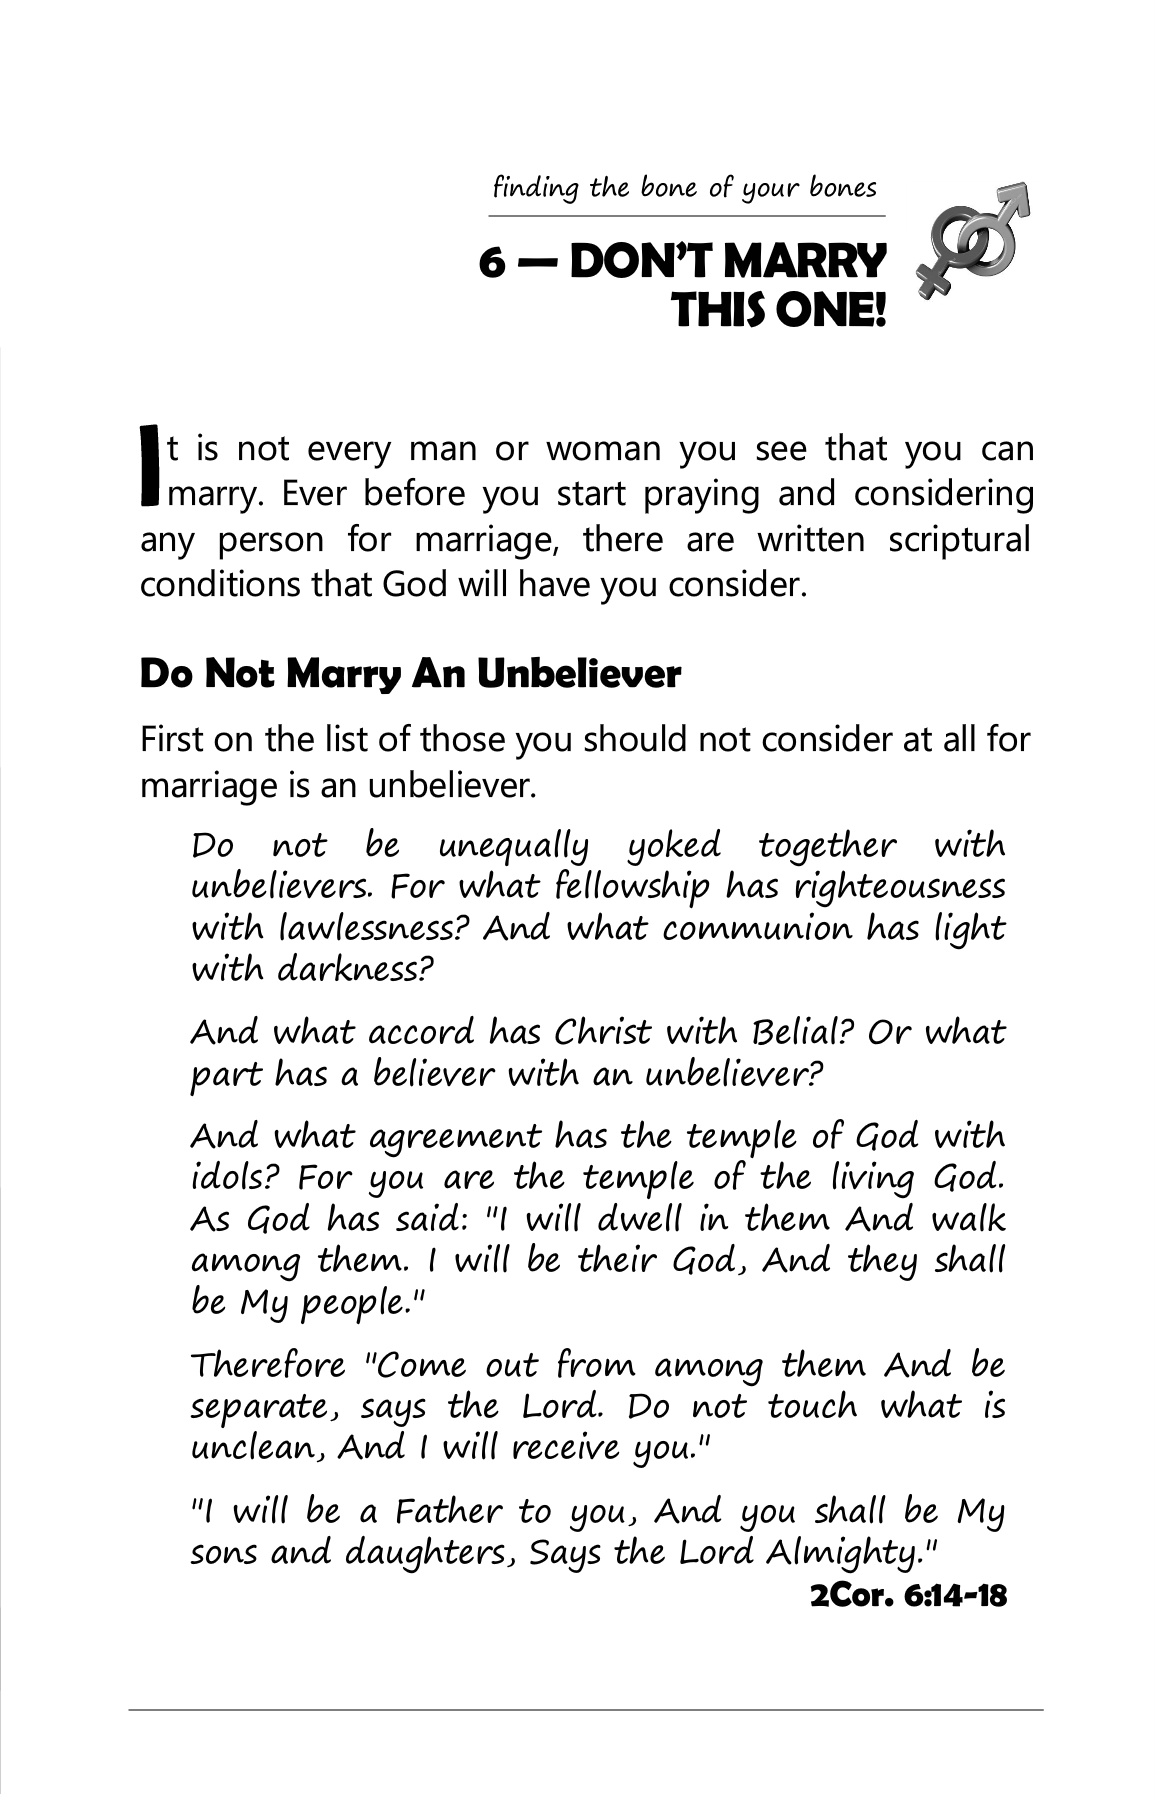 finding the bone of your bones
6 — DON’T MARRY
THIS ONE!
It is not every man or woman you see that you can
marry. Ever before you start praying and considering
any person for marriage, there are written scriptural
conditions that God will have you consider.
Do Not Marry An Unbeliever
First on the list of those you should not consider at all for
marriage is an unbeliever.
Do not be unequally yoked together with
unbelievers. For what fellowship has righteousness
with lawlessness? And what communion has light
with darkness?
And what accord has Christ with Belial? Or what
part has a believer with an unbeliever?
And what agreement has the temple of God with
idols? For you are the temple of the living God.
As God has said: "I will dwell in them And walk
among them. I will be their God, And they shall
be My people."
Therefore "Come out from among them And be
separate, says the Lord. Do not touch what is
unclean, And I will receive you."
"I will be a Father to you, And you shall be My
sons and daughters, Says the Lord Almighty."
2Cor. 6:14-18